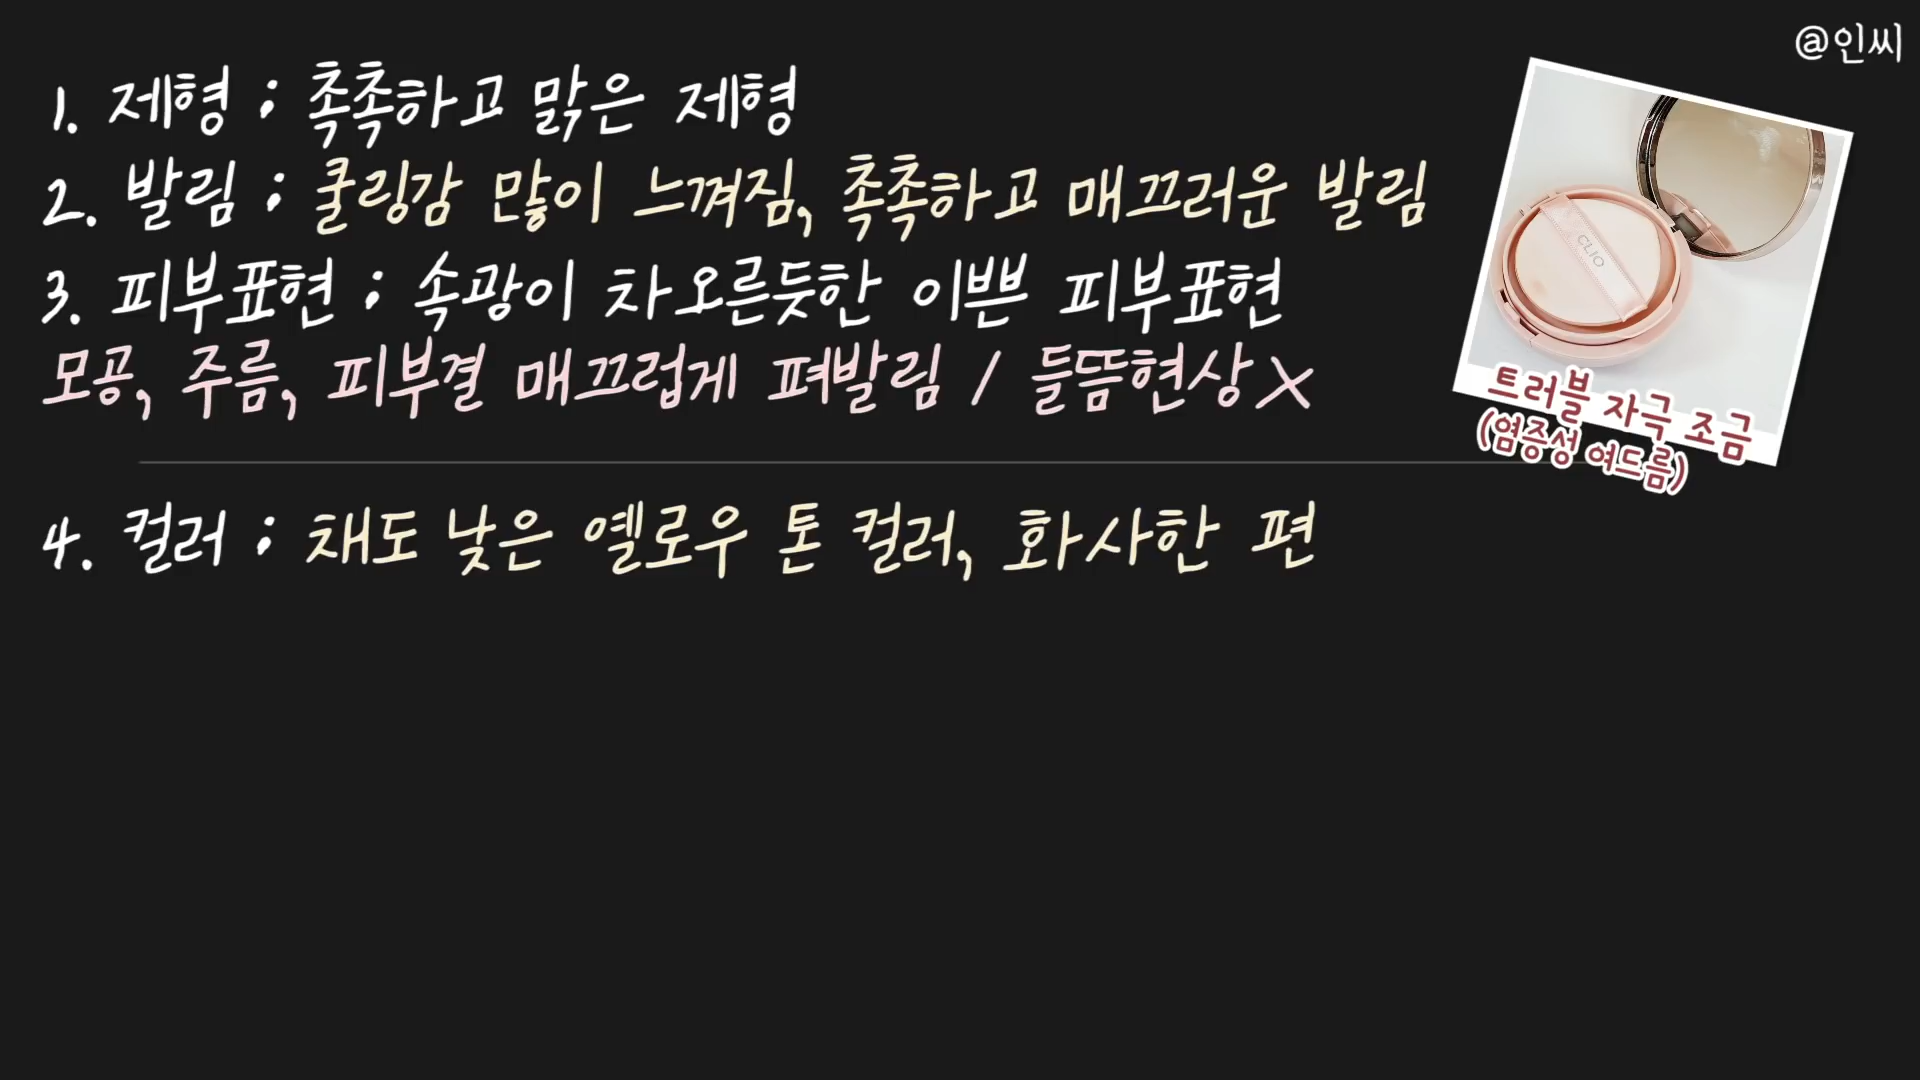 @인씨
1. 제형 ; 촉촉하고 맑은 제형
2. 발림 ; 쿨링감 많이 느껴짐, 촉촉하고 매끄러운 발림
3. 피부표현 ; 속광이 차오른듯한 이쁜 피부표현
모공, 주름, 피부결 매끄럽게 펴발림 / 들뜸현상X
CLIO
트러블 자극 조금
(염증성 여드름)
4. 컬러 ; 채도 낮은 옐로우 톤 컬러, 화사한 편